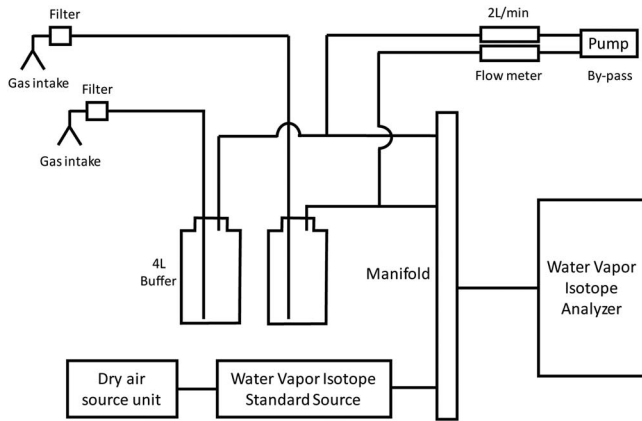 Filter
2L/min
Pump
Gas intake
Filter
Flow meter
By-pass
Gas intake
4L
Buffer
Manifold
Water Vapor
Isotope
Analyzer
Dry air
source unit
Water Vapor Isotope
Standard Source